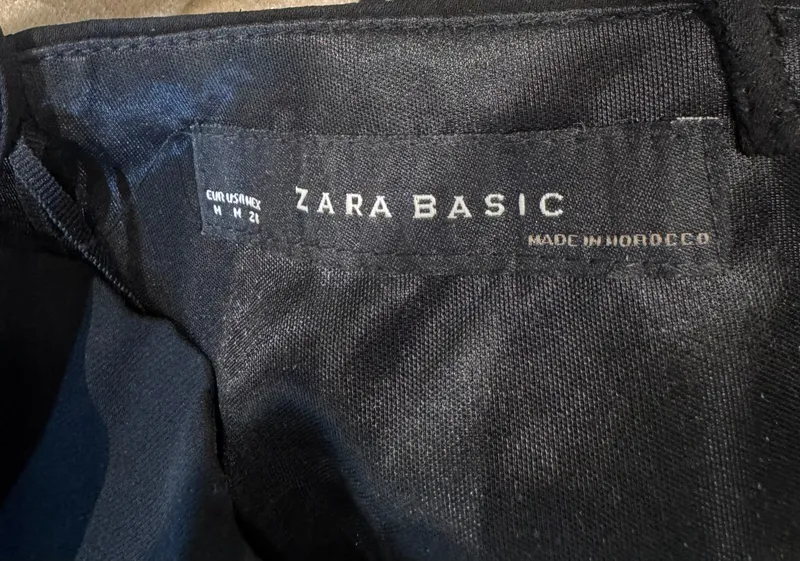 EUR USA MEX
M M 28
ZARA BASIC
MADE IN MOROCCO